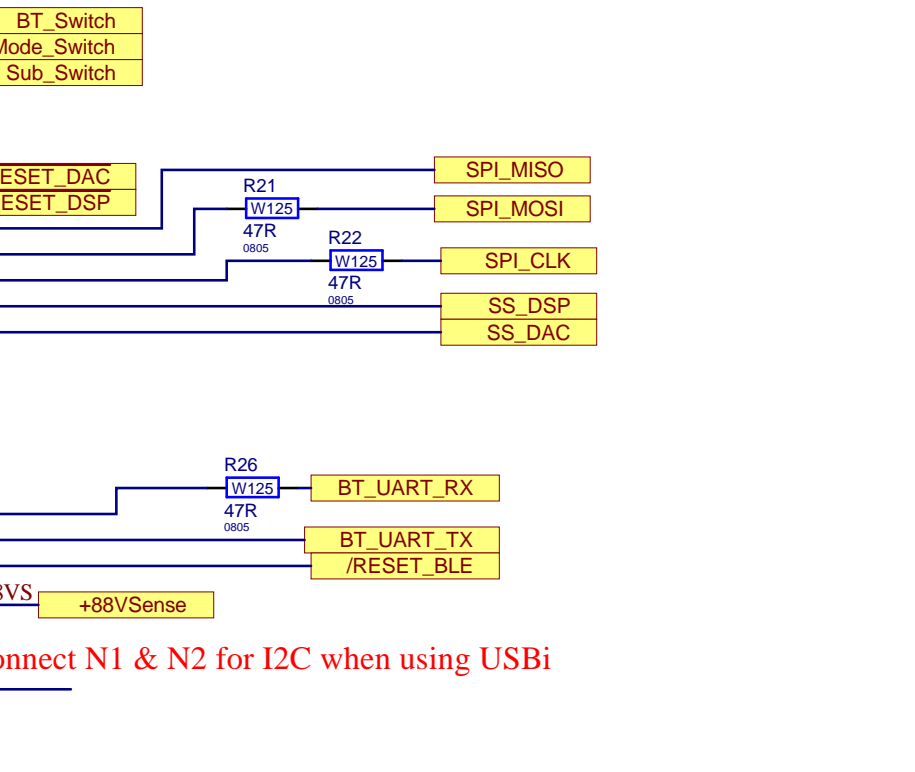 BT_Switch
Mode_Switch
Sub_Switch
ESET_DAC
ESET_DSP
SPI_MISO
R21
W125
47R
0805
SPI_MOSI
R22
W125
47R
0805
SPI_CLK
SS_DSP
SS_DAC
R26
W125
47R
0805
BT_UART_RX
BT_UART_TX
/RESET_BLE
8VS
+88VSense
onnect N1 & N2 for I2C when using USBi